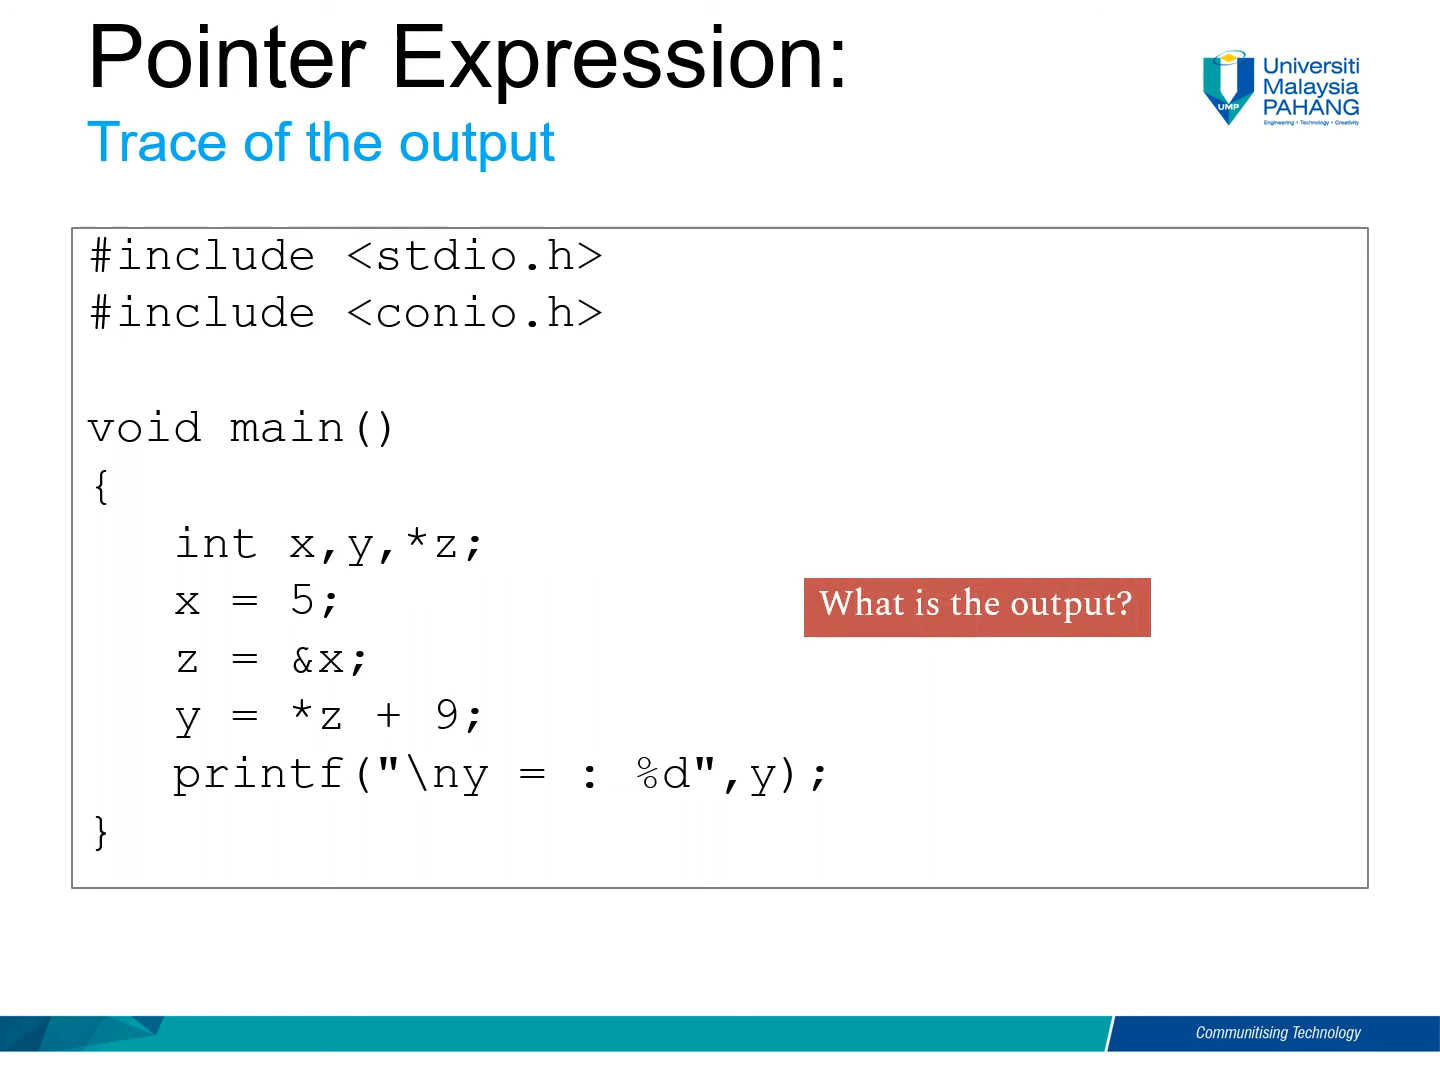 Pointer Expression:
Trace of the output
Universiti
Malaysia
PAHANG
Engineering • Technology • Creativity
UMP
#include <stdio.h>
#include <conio.h>
void main()
{
int x,y,*z;
x = 5;
z = &x;
y = *z + 9;
printf("\ny = : %d",y);
}
What is the output?
Communitising Technology